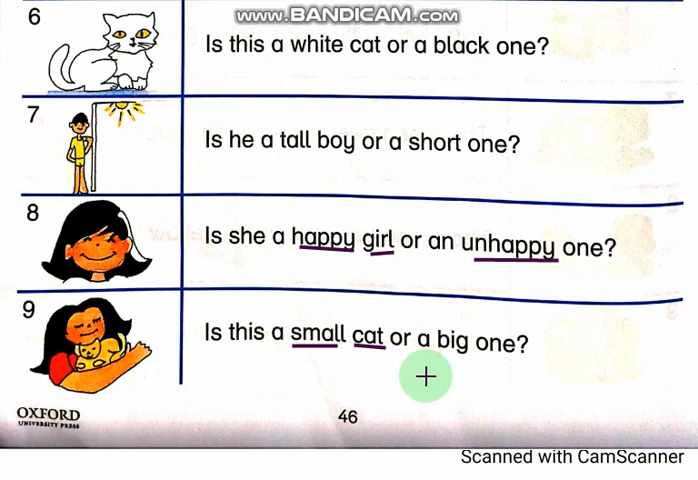 www.BANDICAM.com
6
Is this a white cat or a black one?
7
Is he a tall boy or a short one?
8
Is she a happy girl or an unhappy one?
9
Is this a small cat or a big one?
OXFORD
UNIVERSITY PRESS
46
Scanned with CamScanner